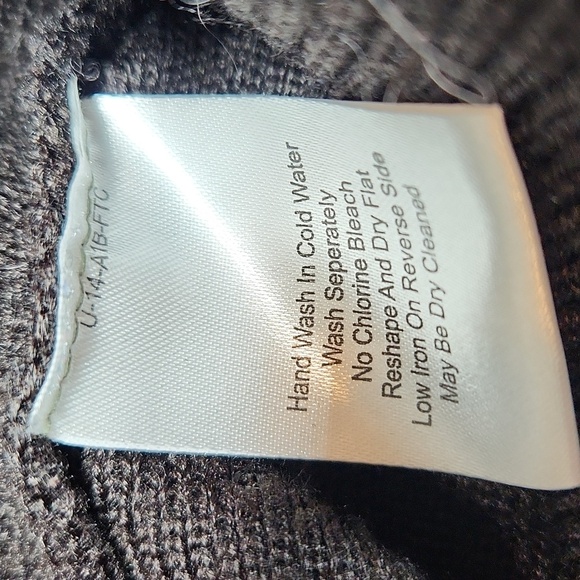 Hand Wash In Cold Water
Wash Seperately
No Chlorine Bleach
Reshape And Dry Flat
Low Iron On Reverse Side
May Be Dry Cleaned
U-14-A1B-FTC